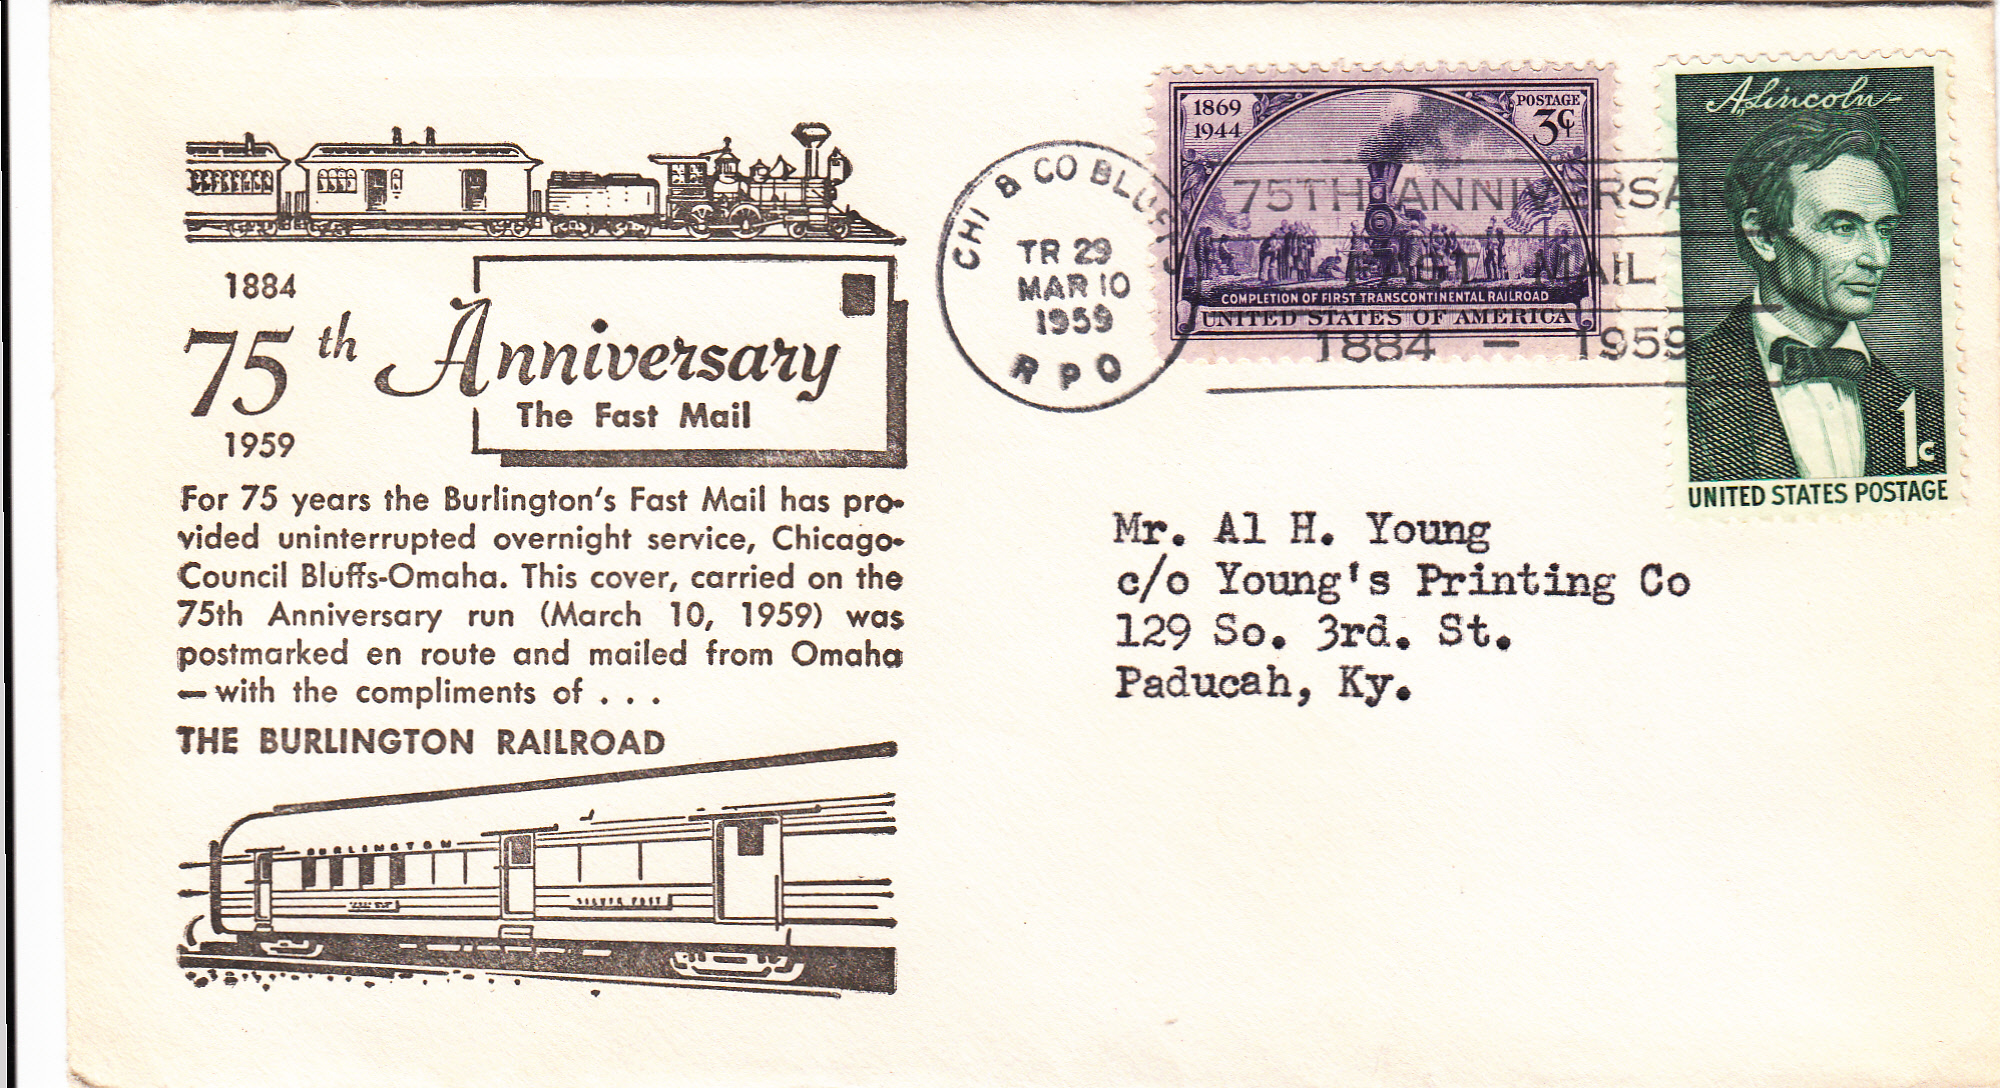 1884
75th Anniversary
The Fast Mail
1959
For 75 years the Burlington's Fast Mail has pro-
vided uninterrupted overnight service, Chicago-
Council Bluffs-Omaha. This cover, carried on the
75th Anniversary run (March 10, 1959) was
postmarked en route and mailed from Omaha
— with the compliments of . . .
THE BURLINGTON RAILROAD
BURLINGTON
SILVER POST
CHI & CO BLUFFS
TR 29
MAR 10
1959
R P O
75TH ANNIVERSARY
FAST MAIL
1884 — 1959
1869
1944
POSTAGE
3¢
COMPLETION OF FIRST TRANSCONTINENTAL RAILROAD
UNITED STATES OF AMERICA
A. Lincoln
1c
UNITED STATES POSTAGE
Mr. Al H. Young
c/o Young's Printing Co
129 So. 3rd. St.
Paducah, Ky.